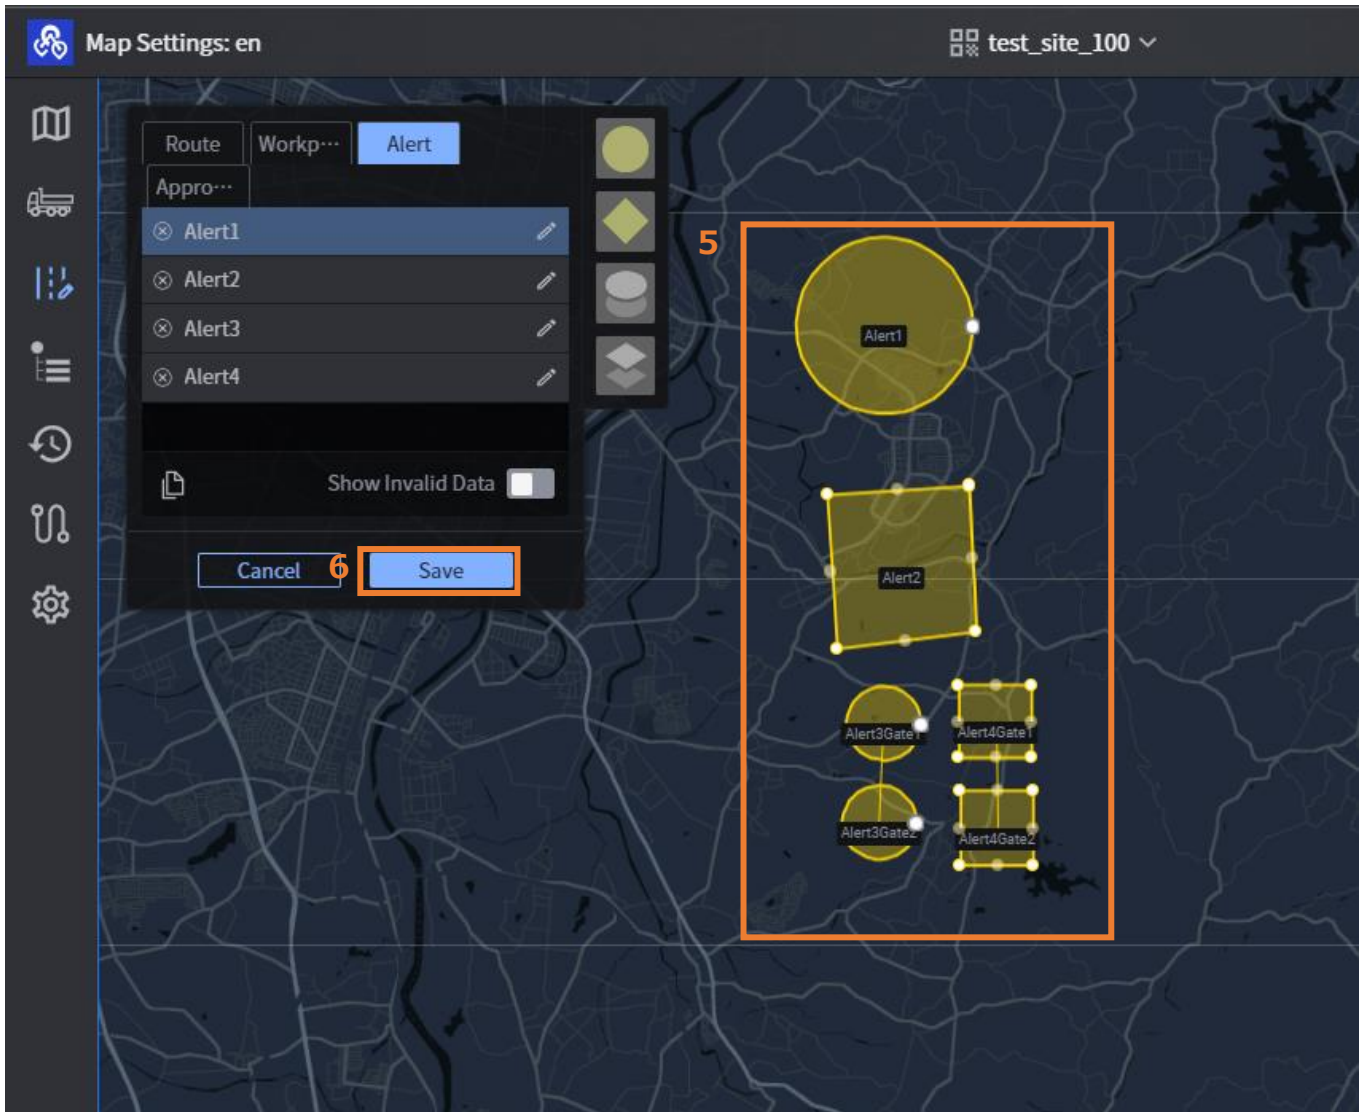 Map Settings: en
test_site_100
Route
Workp···
Alert
Appro···
Alert1
Alert2
Alert3
Alert4
Show Invalid Data
Cancel
6
Save
5
Alert1
Alert2
Alert3Gate1
Alert4Gate1
Alert3Gate2
Alert4Gate2